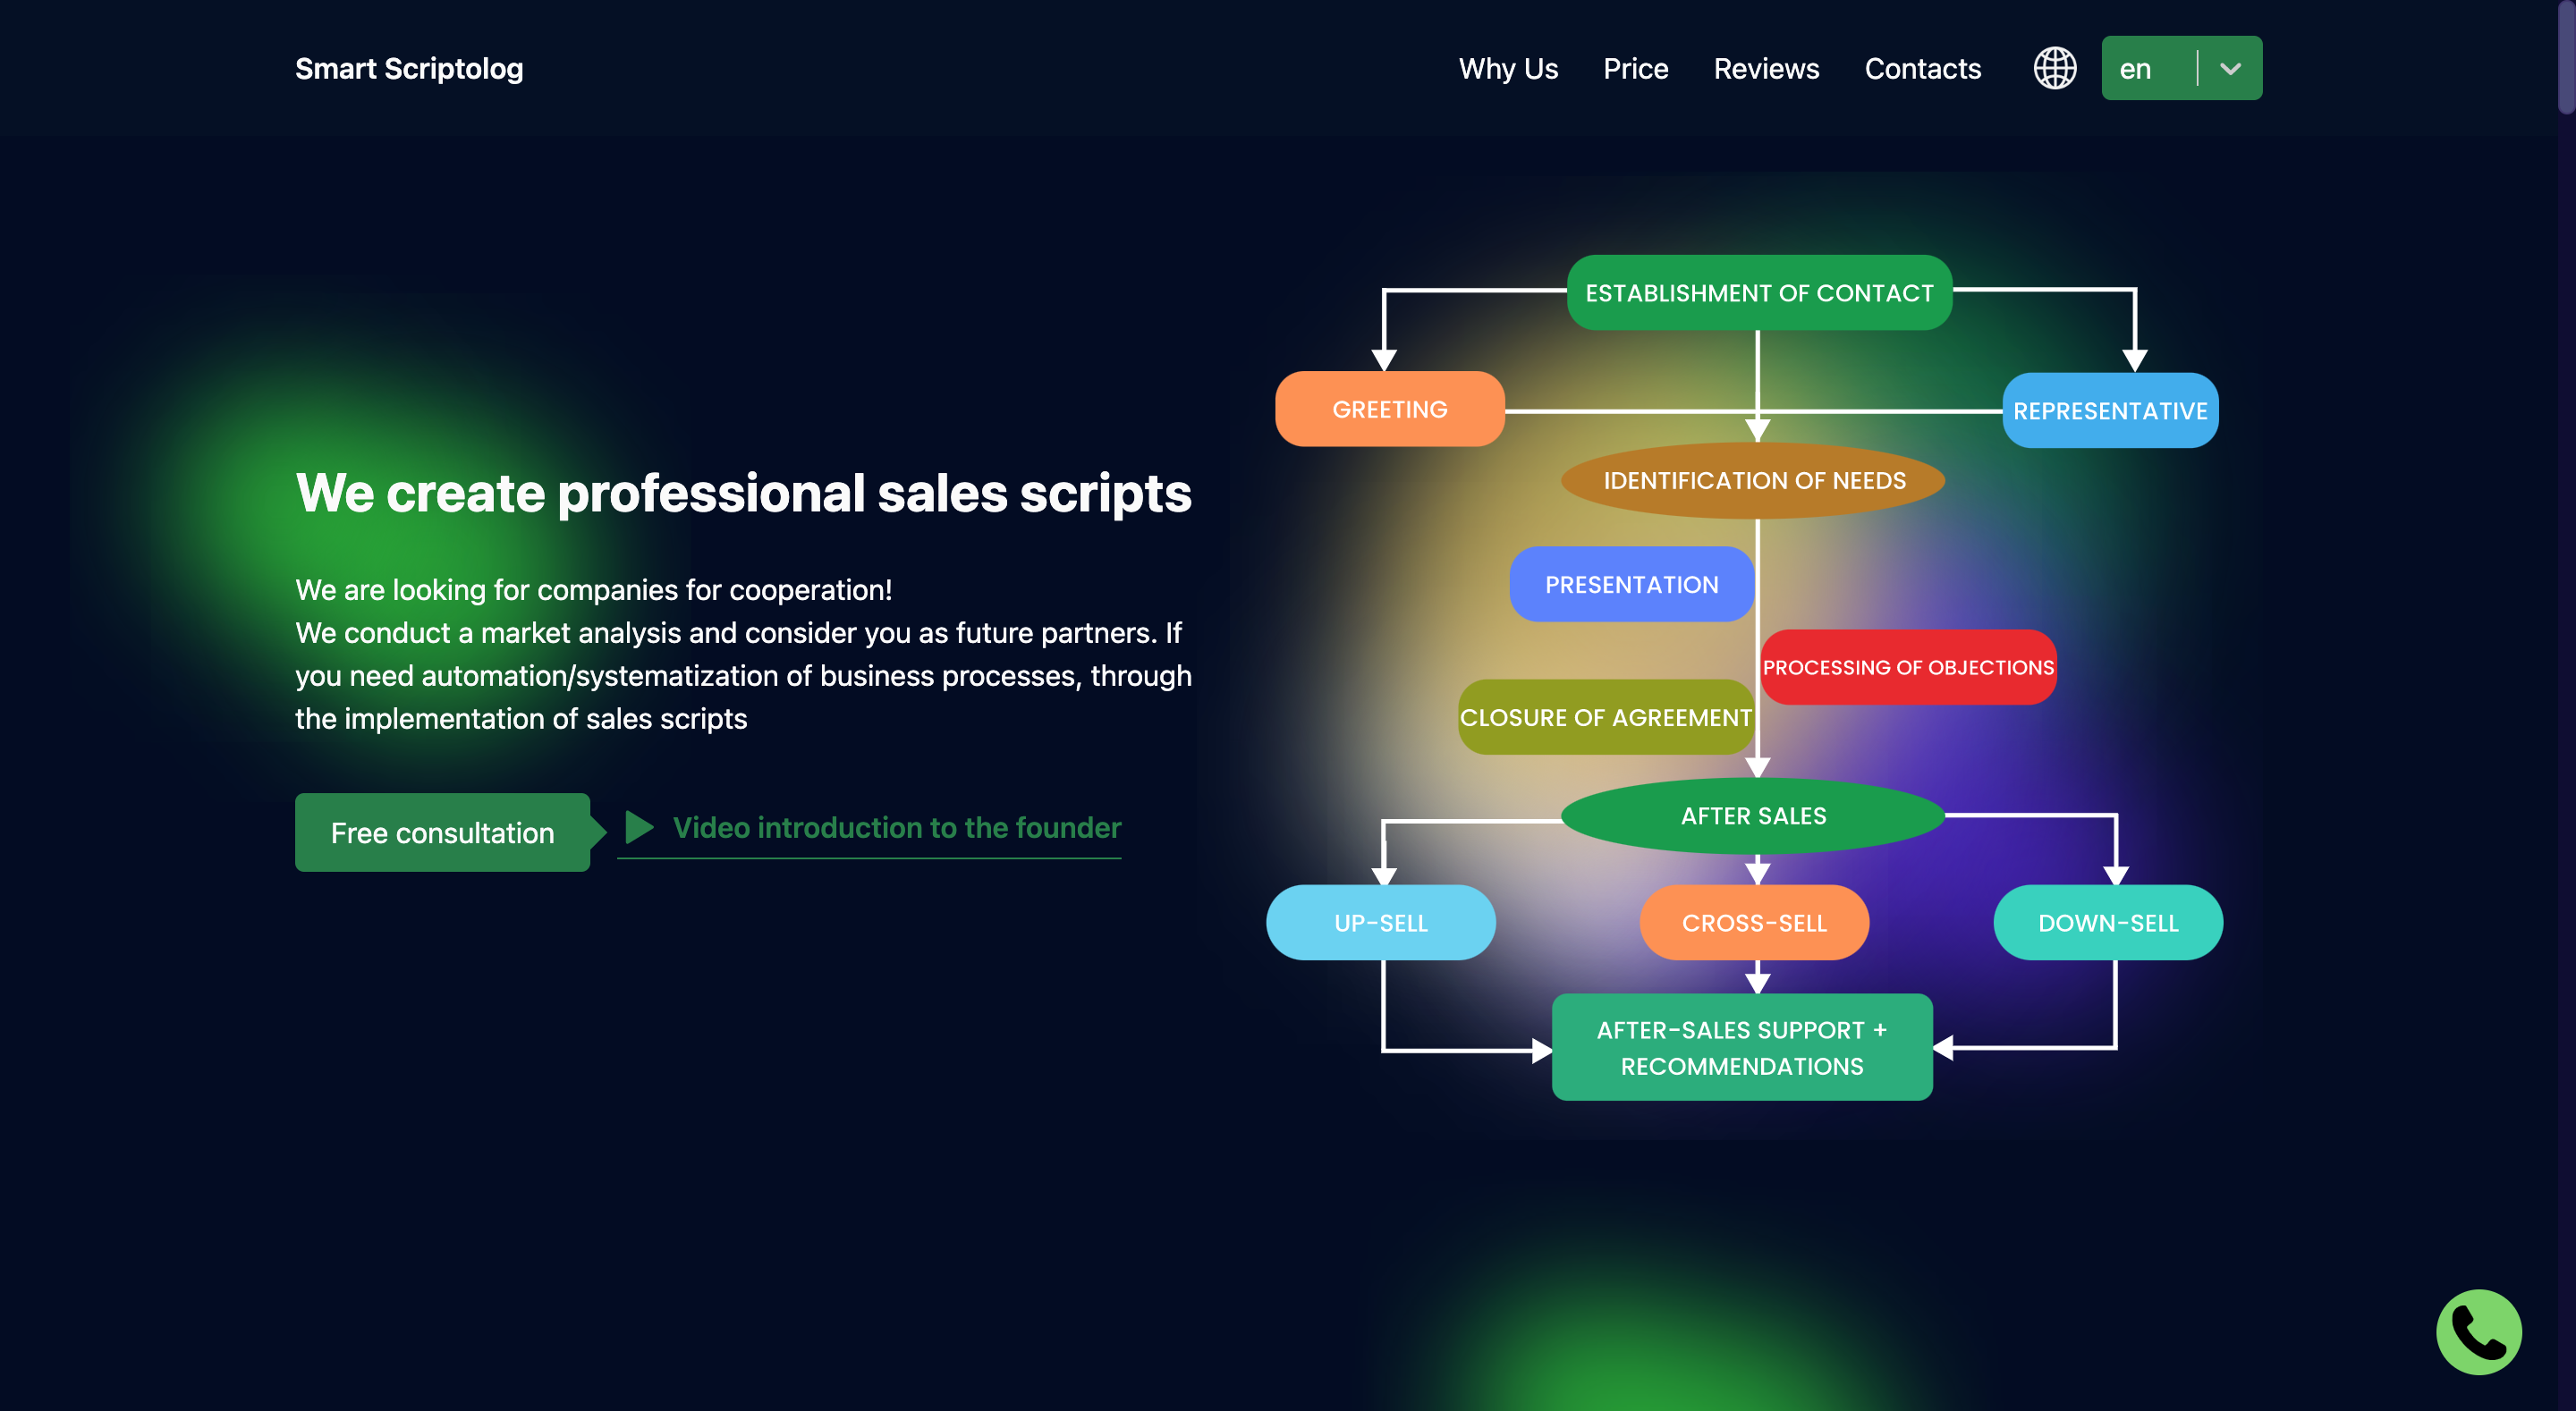 Smart Scriptolog
Why Us
Price
Reviews
Contacts
en
We create professional sales scripts
We are looking for companies for cooperation!
We conduct a market analysis and consider you as future partners. If
you need automation/systematization of business processes, through
the implementation of sales scripts
Free consultation
Video introduction to the founder
ESTABLISHMENT OF CONTACT
GREETING
REPRESENTATIVE
IDENTIFICATION OF NEEDS
PRESENTATION
PROCESSING OF OBJECTIONS
CLOSURE OF AGREEMENT
AFTER SALES
UP-SELL
CROSS-SELL
DOWN-SELL
AFTER-SALES SUPPORT +
RECOMMENDATIONS